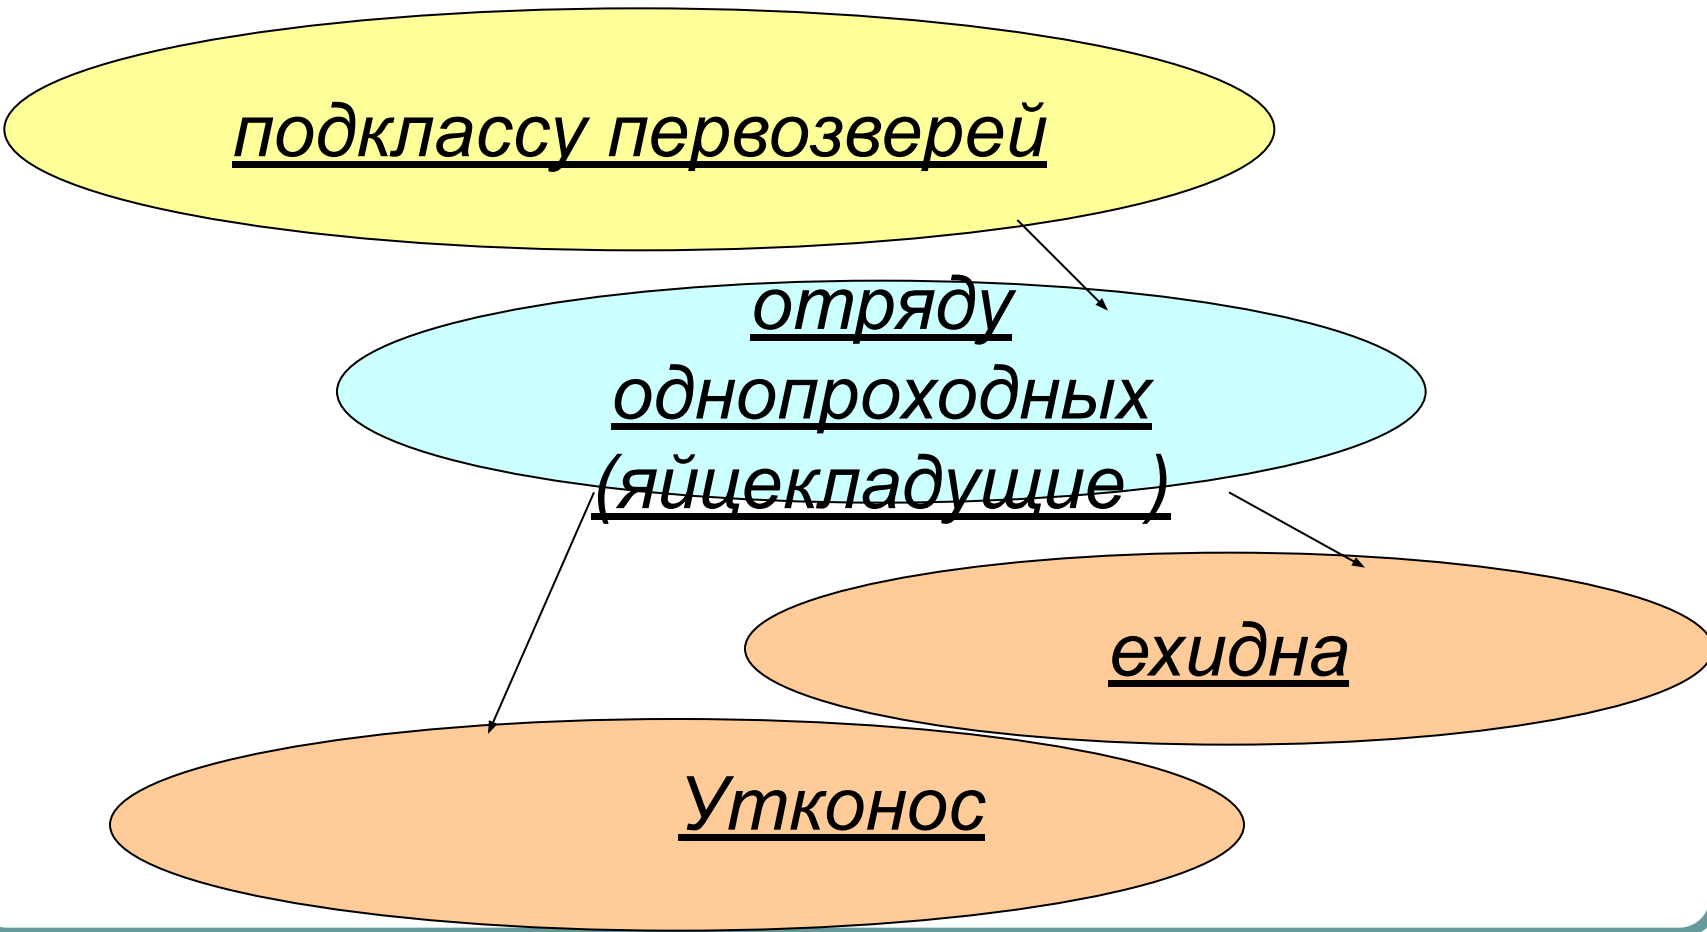 подклассу первозверей
отряду
однопроходных
(яйцекладущие )
ехидна
Утконос